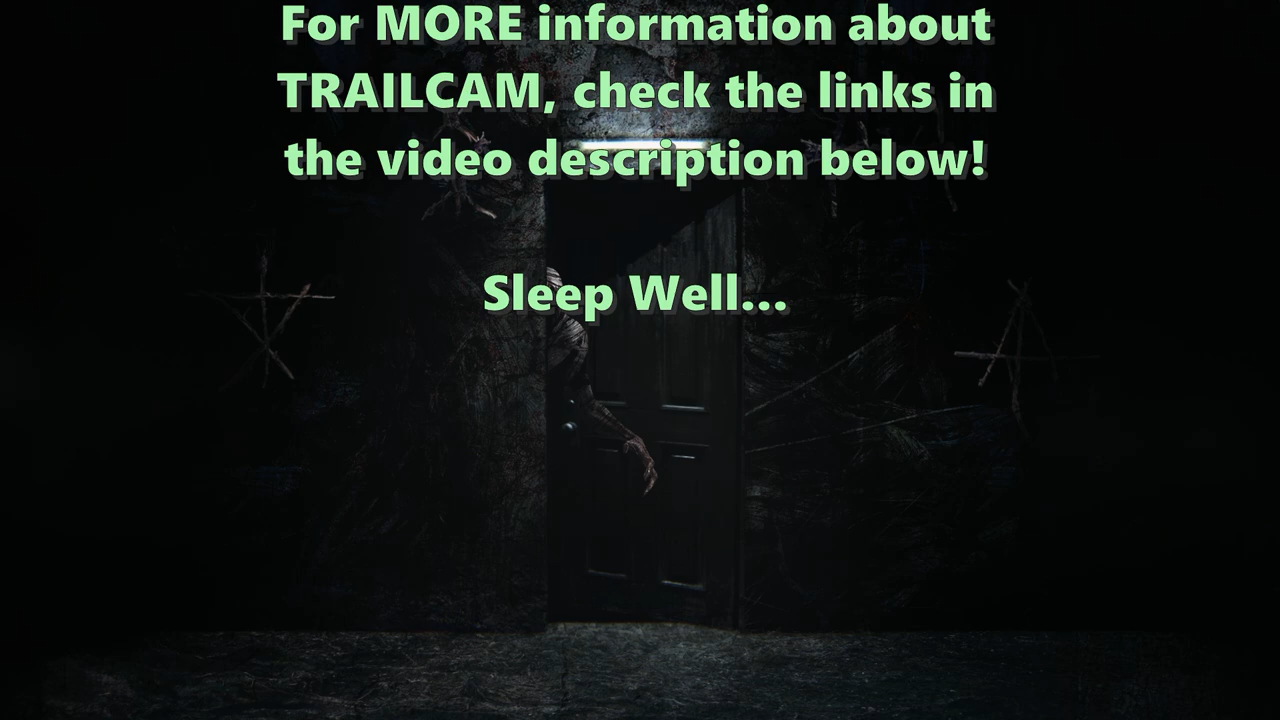 For MORE information about
TRAILCAM, check the links in
the video description below!
Sleep Well...